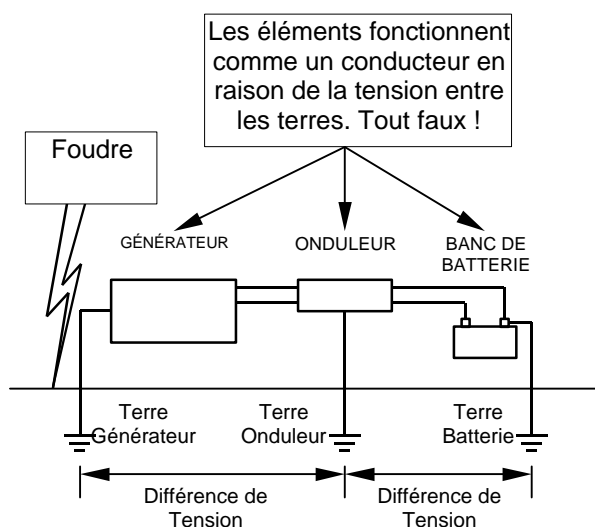 Les éléments fonctionnent
comme un conducteur en
raison de la tension entre
les terres. Tout faux !
Foudre
GÉNÉRATEUR
ONDULEUR
BANC DE
BATTERIE
Terre
Générateur
Terre
Onduleur
Terre
Batterie
Différence de
Tension
Différence de
Tension